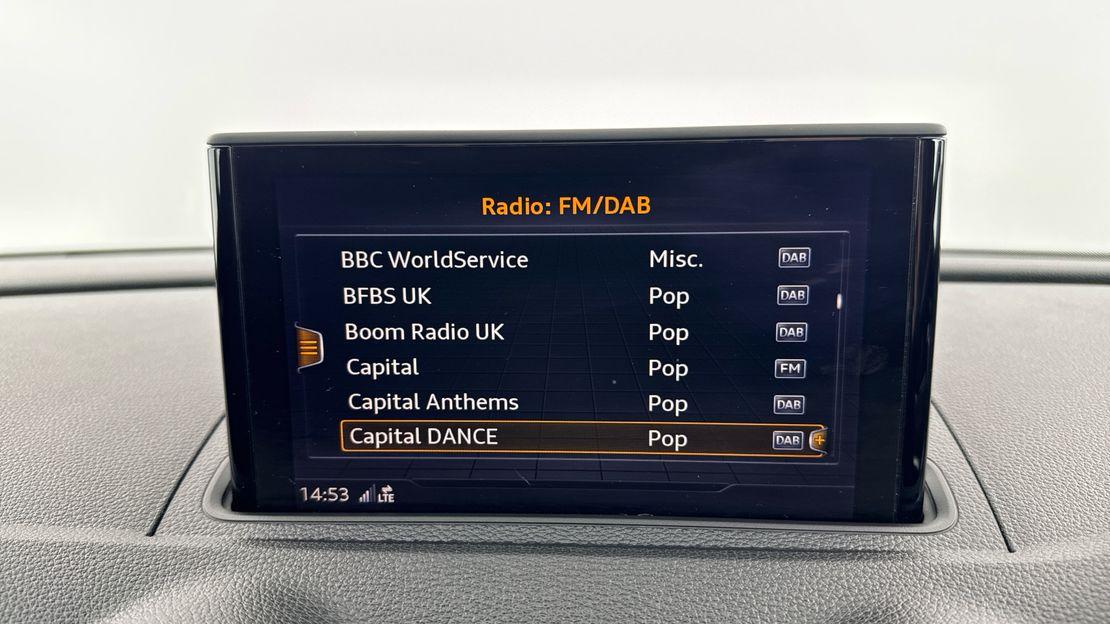 Radio: FM/DAB
BBC WorldService Misc. DAB
BFBS UK Pop DAB
Boom Radio UK Pop DAB
Capital Pop FM
Capital Anthems Pop DAB
Capital DANCE Pop DAB +
14:53 LTE